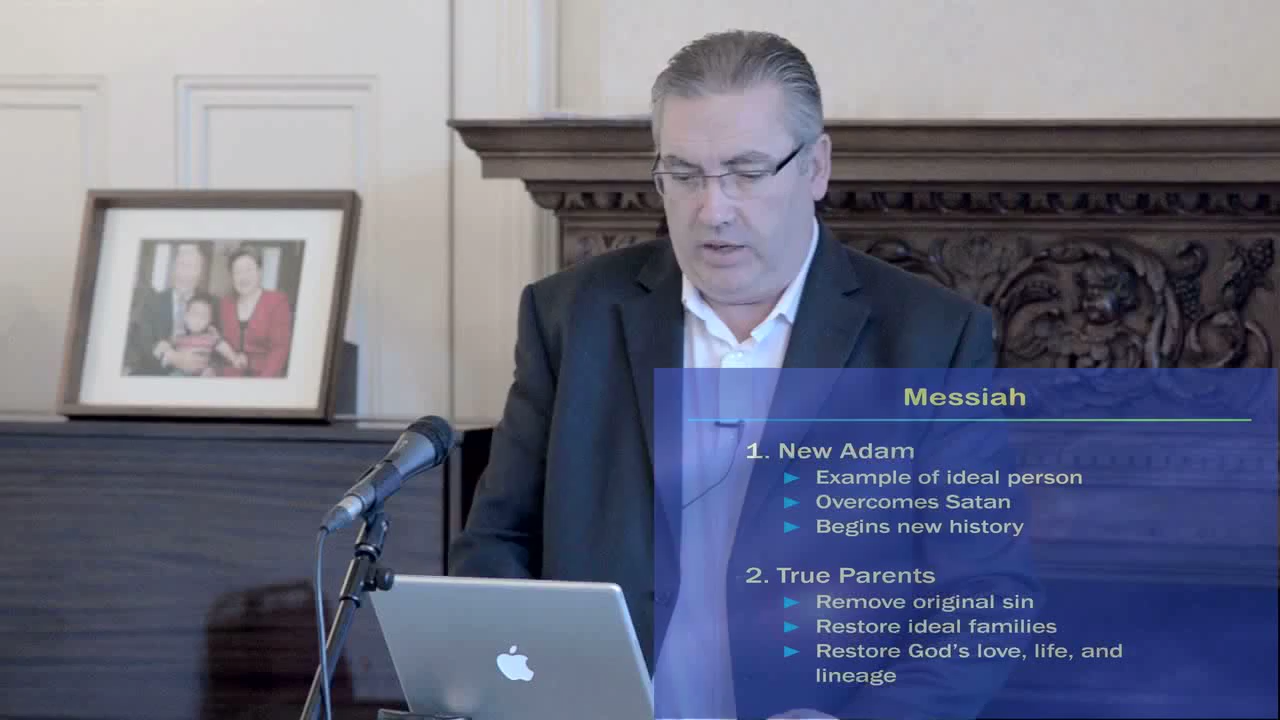 Messiah
1. New Adam
► Example of ideal person
► Overcomes Satan
► Begins new history
2. True Parents
► Remove original sin
► Restore ideal families
► Restore God's love, life, and
lineage